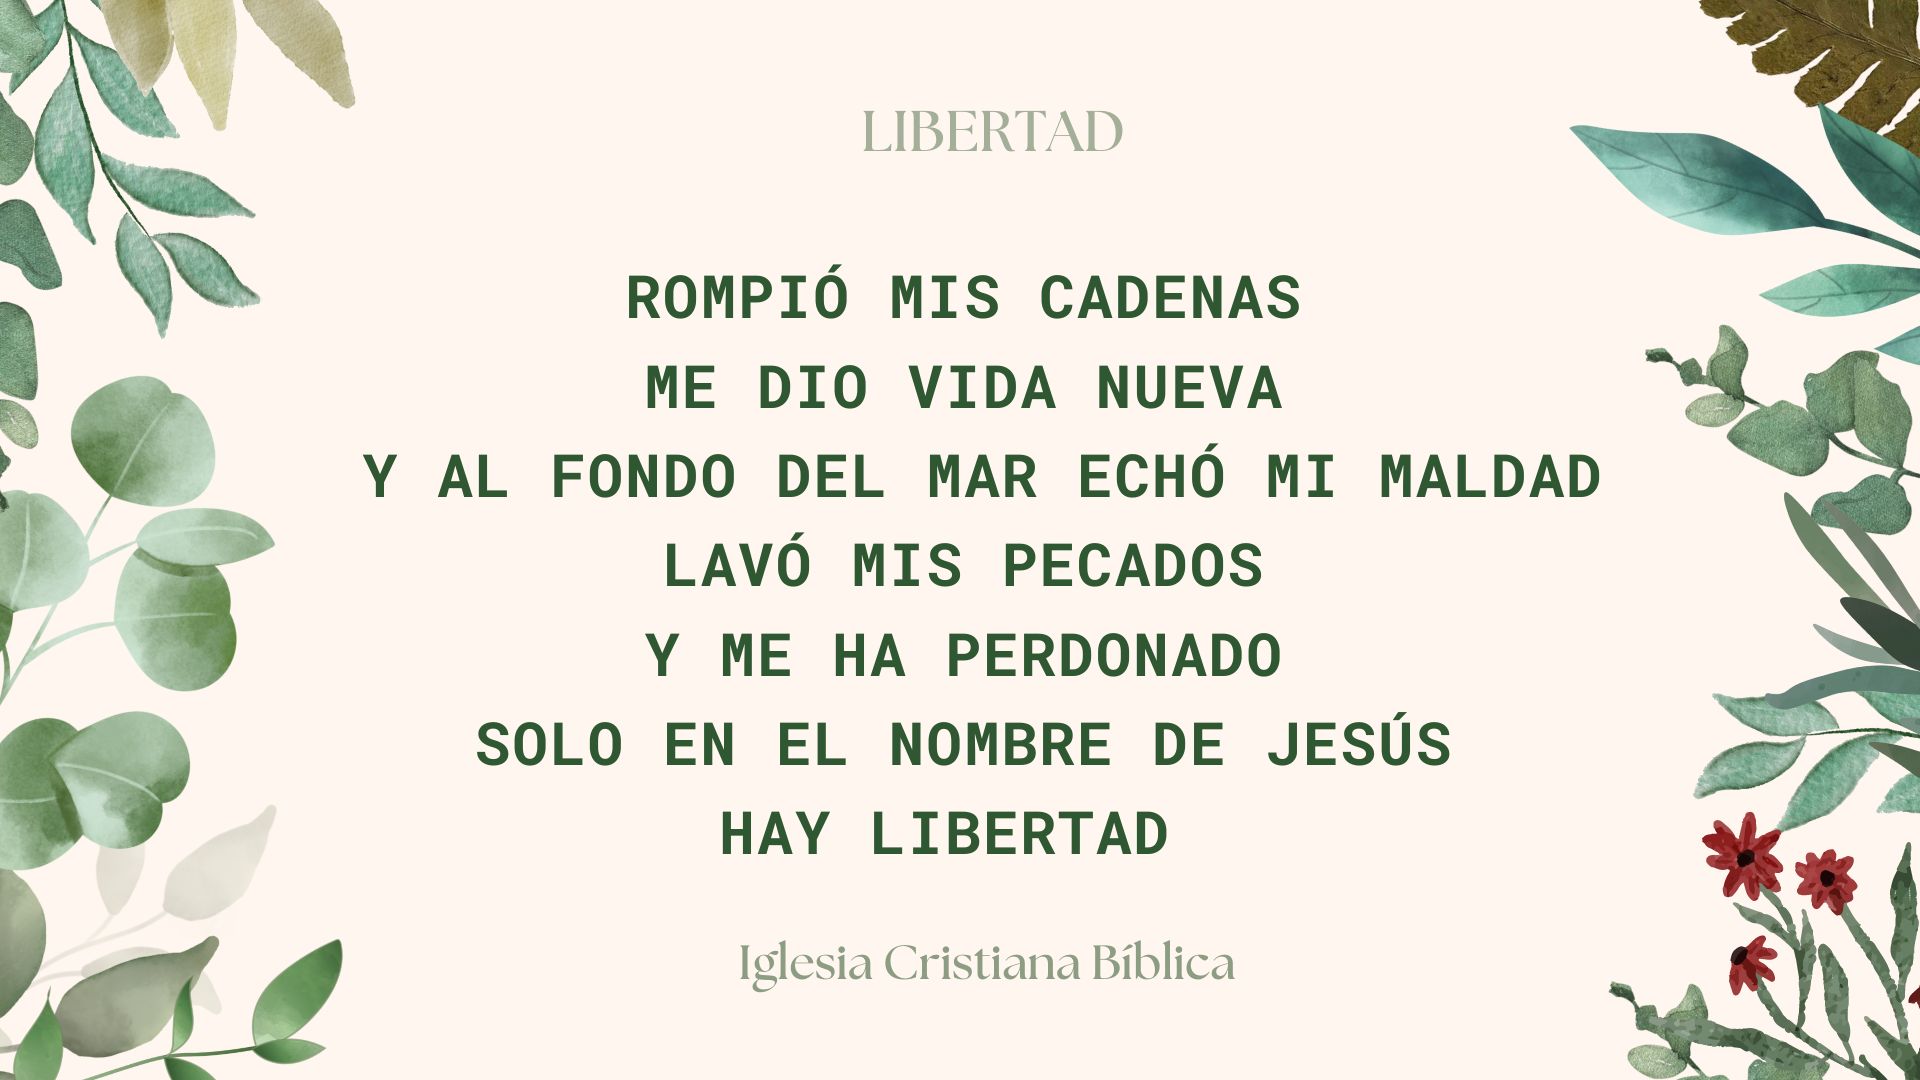 LIBERTAD
ROMPIÓ MIS CADENAS
ME DIO VIDA NUEVA
Y AL FONDO DEL MAR ECHÓ MI MALDAD
LAVÓ MIS PECADOS
Y ME HA PERDONADO
SOLO EN EL NOMBRE DE JESÚS
HAY LIBERTAD
Iglesia Cristiana Bíblica